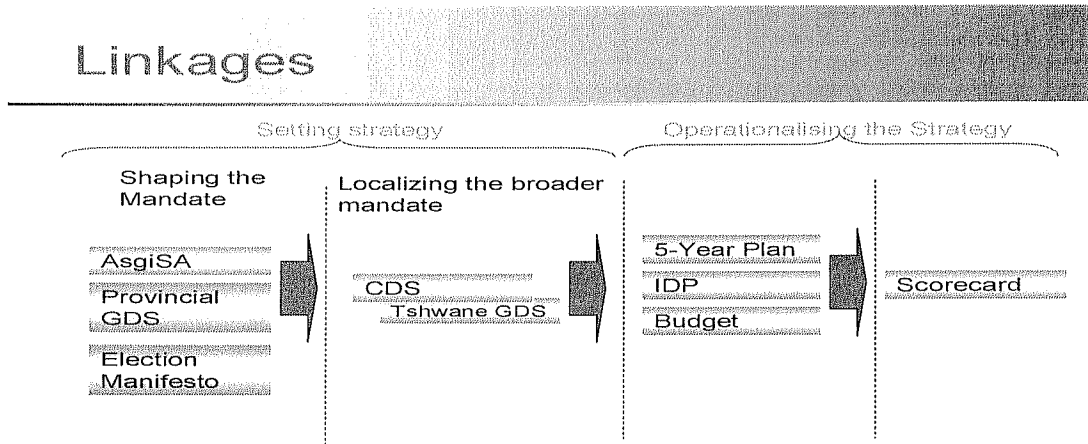 Linkages
Setting strategy
Operationalising the Strategy
Shaping the
Mandate
Localizing the broader
mandate
AsgiSA
Provincial
GDS
Election
Manifesto
CDS
Tshwane GDS
5-Year Plan
IDP
Budget
Scorecard